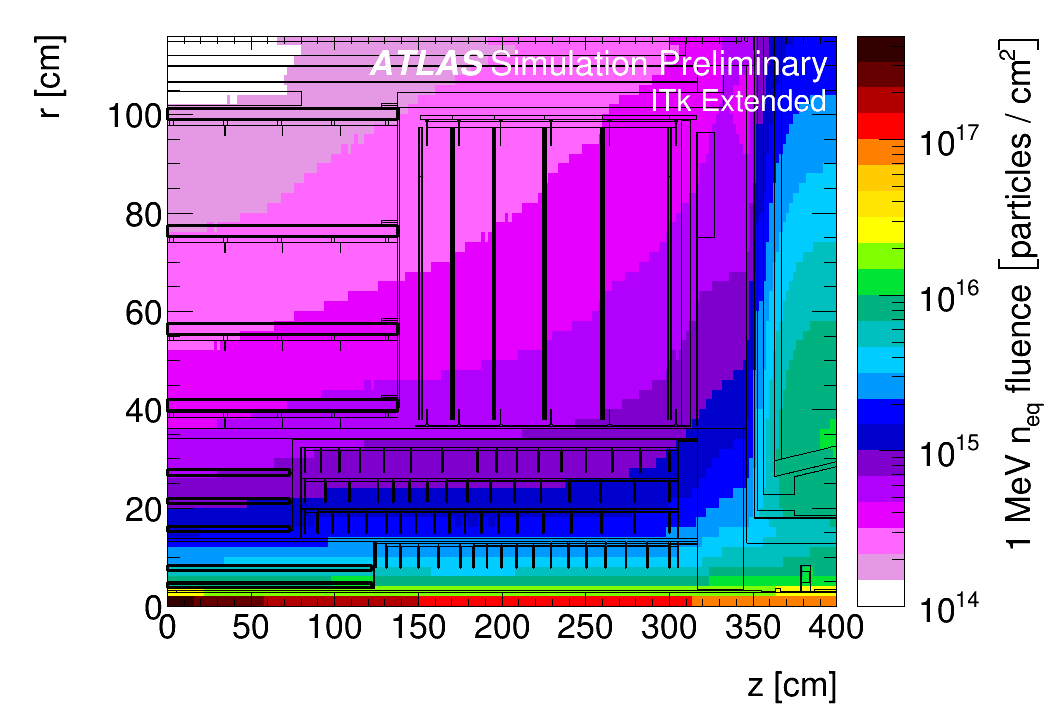 r [cm]
ATLAS Simulation Preliminary
ITk Extended
100
80
60
40
20
0
0 50 100 150 200 250 300 350 400
z [cm]
10^17
10^16
10^15
10^14
1 MeV n_eq fluence [particles / cm^2]